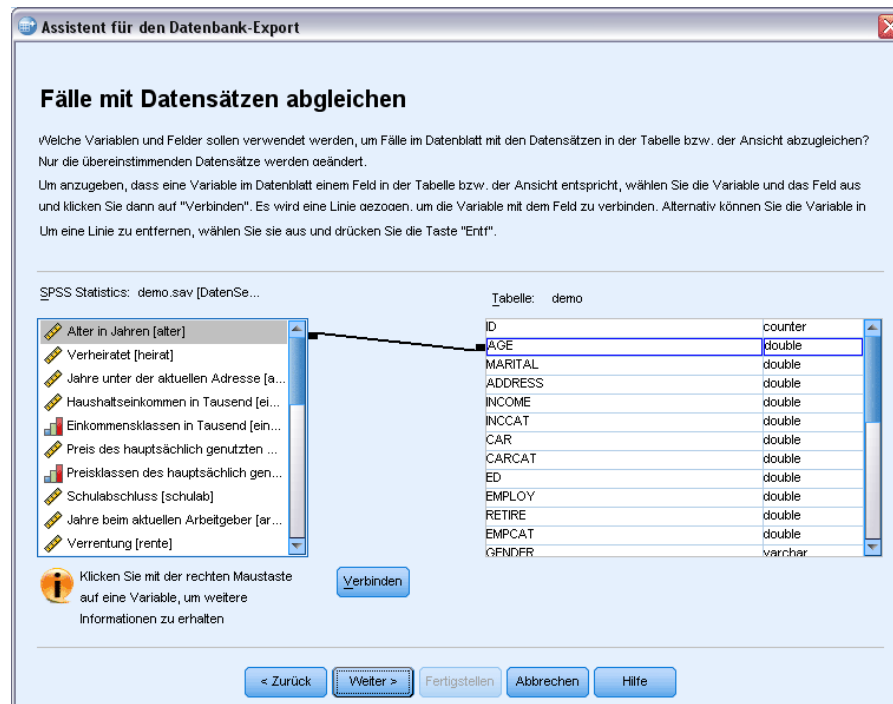 Assistent für den Datenbank-Export
Fälle mit Datensätzen abgleichen
Welche Variablen und Felder sollen verwendet werden, um Fälle im Datenblatt mit den Datensätzen in der Tabelle bzw. der Ansicht abzugleichen?
Nur die übereinstimmenden Datensätze werden geändert.
Um anzugeben, dass eine Variable im Datenblatt einem Feld in der Tabelle bzw. der Ansicht entspricht, wählen Sie die Variable und das Feld aus
und klicken Sie dann auf "Verbinden". Es wird eine Linie gezogen, um die Variable mit dem Feld zu verbinden. Alternativ können Sie die Variable in
Um eine Linie zu entfernen, wählen Sie sie aus und drücken Sie die Taste "Entf".
SPSS Statistics: demo.sav [DatenSe...
Alter in Jahren [alter]
Verheiratet [heirat]
Jahre unter der aktuellen Adresse [a...
Haushaltseinkommen in Tausend [ei...
Einkommensklassen in Tausend [ein...
Preis des hauptsächlich genutzten ...
Preisklassen des hauptsächlich gen...
Schulabschluss [schulab]
Jahre beim aktuellen Arbeitgeber [ar...
Verrentung [rente]
Tabelle: demo
ID counter
AGE double
MARITAL double
ADDRESS double
INCOME double
INCCAT double
CAR double
CARCAT double
ED double
EMPLOY double
RETIRE double
EMPCAT double
GENDER varchar
Klicken Sie mit der rechten Maustaste
auf eine Variable, um weitere
Informationen zu erhalten
Verbinden
< Zurück Weiter > Fertigstellen Abbrechen Hilfe